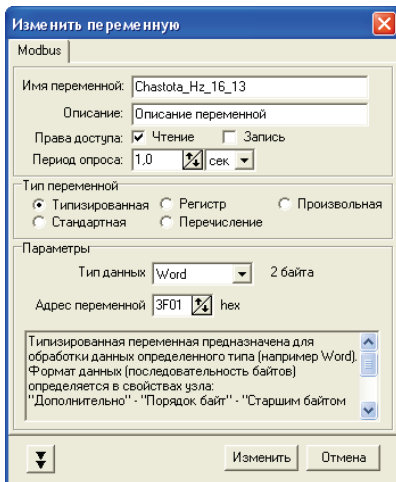 Изменить переменную
Modbus
Имя переменной: Chastota_Hz_16_13
Описание: Описание переменной
Права доступа: Чтение Запись
Период опроса: 1,0 сек
Тип переменной
Типизированная Регистр Произвольная
Стандартная Перечисление
Параметры
Тип данных Word 2 байта
Адрес переменной 3F01 hex
Типизированная переменная предназначена для
обработки данных определенного типа (например Word).
Формат данных (последовательность байтов)
определяется в свойствах узла:
"Дополнительно" - "Порядок байт" - "Старшим байтом
Изменить Отмена